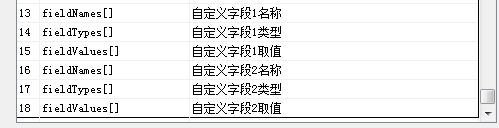 13 fieldNames[] 自定义字段1名称
14 fieldTypes[] 自定义字段1类型
15 fieldValues[] 自定义字段1取值
16 fieldNames[] 自定义字段2名称
17 fieldTypes[] 自定义字段2类型
18 fieldValues[] 自定义字段2取值